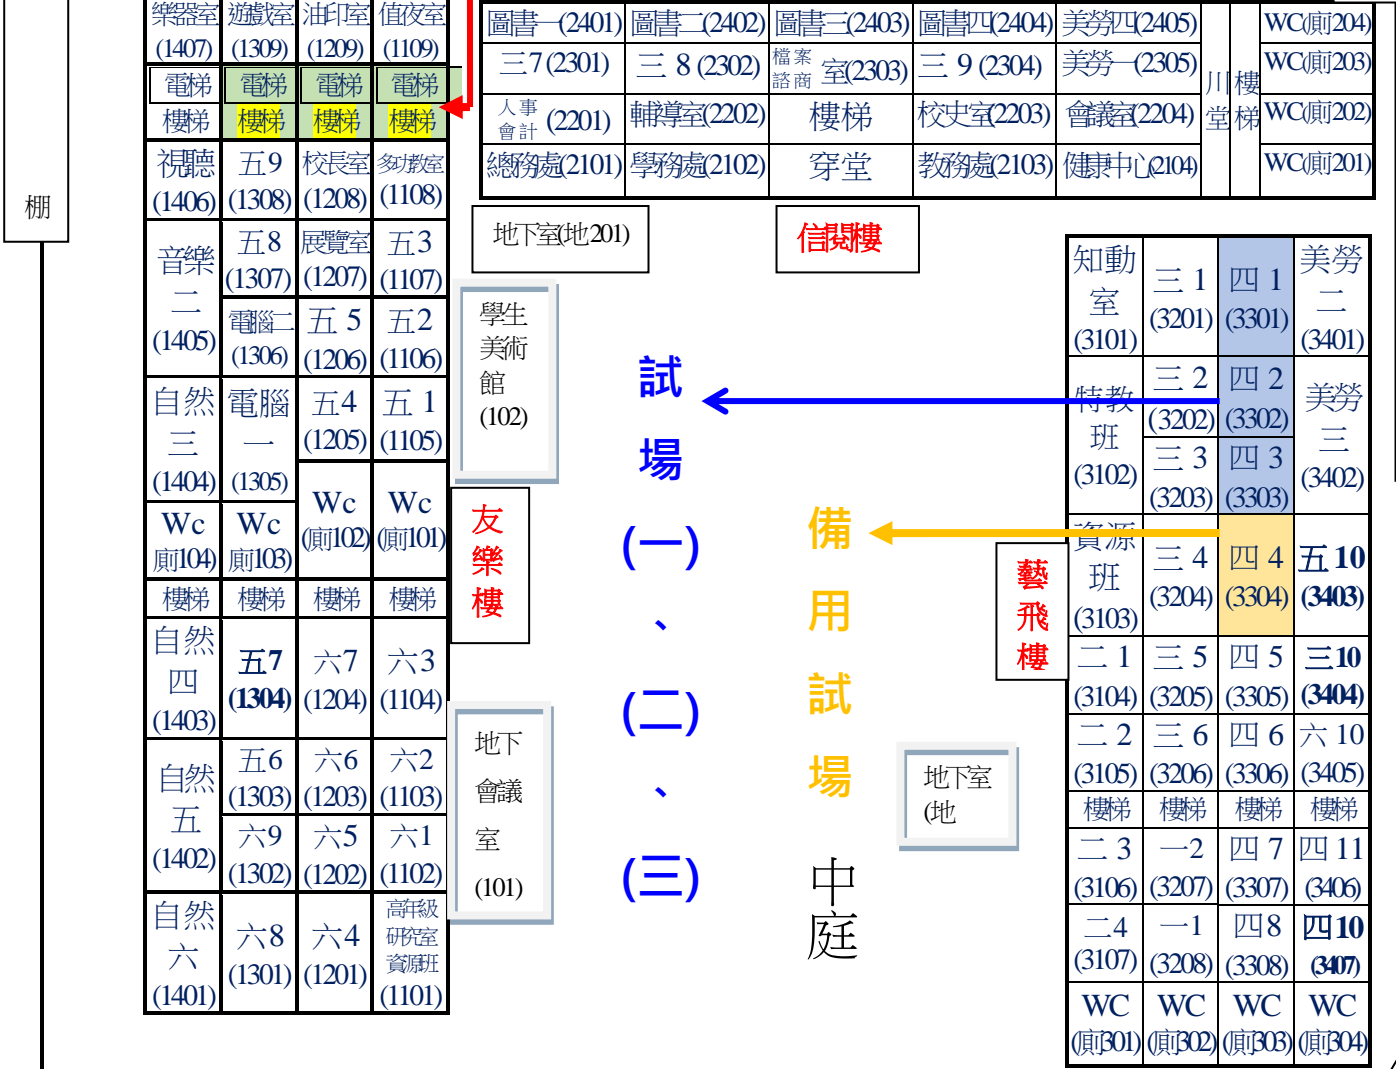 樂器室 遊戲室 油印室 值夜室
(1407) (1309) (1209) (1109)
電梯 電梯 電梯 電梯
樓梯 樓梯 樓梯 樓梯
視聽 五9 校長室 多功教室
(1406) (1308) (1208) (1108)
音樂二 (1405)
五8 展覽室 五3
(1307) (1207) (1107)
電腦二 五 5 五2
(1306) (1206) (1106)
自然三 (1404)
電腦一 (1305)
五4 五 1
(1205) (1105)
Wc Wc
(廁102) (廁101)
Wc Wc
廁104) 廁103)
樓梯 樓梯 樓梯 樓梯
自然四 (1403)
五7 六7 六3
(1304) (1204) (1104)
自然五 (1402)
五6 六6 六2
(1303) (1203) (1103)
六9 六5 六1
(1302) (1202) (1102)
自然六 (1401)
六8 六4
(1301) (1201)
高年級
研究室
資源班
(1101)
棚
圖書一(2401) 圖書二(2402) 圖書三(2403) 圖書四(2404) 美勞四(2405) WC(廁204)
三7 (2301) 三 8 (2302) 檔案諮商 室(2303) 三 9 (2304) 美勞一(2305) WC(廁203)
人事會計 (2201) 輔導室(2202) 樓梯 校史室(2203) 會議室(2204) WC(廁202)
總務處(2101) 學務處(2102) 穿堂 教務處(2103) 健康中心(2104) WC(廁201)
川堂
樓梯
地下室(地201)
信閱樓
學生
美術
館
(102)
友樂樓
地下
會議
室
(101)
試場(一)、(二)、(三)
備用試場
中庭
藝飛樓
地下室
(地
知動室 (3101)
三 1 四 1
(3201) (3301)
美勞二 (3401)
特教班 (3102)
三 2 四 2
(3202) (3302)
三 3 四 3
(3203) (3303)
美勞三 (3402)
資源班 (3103)
三 4 四 4 五 10
(3204) (3304) (3403)
二 1 三 5 四 5 三10
(3104) (3205) (3305) (3404)
二 2 三 6 四 6 六 10
(3105) (3206) (3306) (3405)
樓梯 樓梯 樓梯 樓梯
二 3 一2 四 7 四 11
(3106) (3207) (3307) (3406)
二4 一1 四8 四10
(3107) (3208) (3308) (3407)
WC WC WC WC
(廁301) (廁302) (廁303) (廁304)